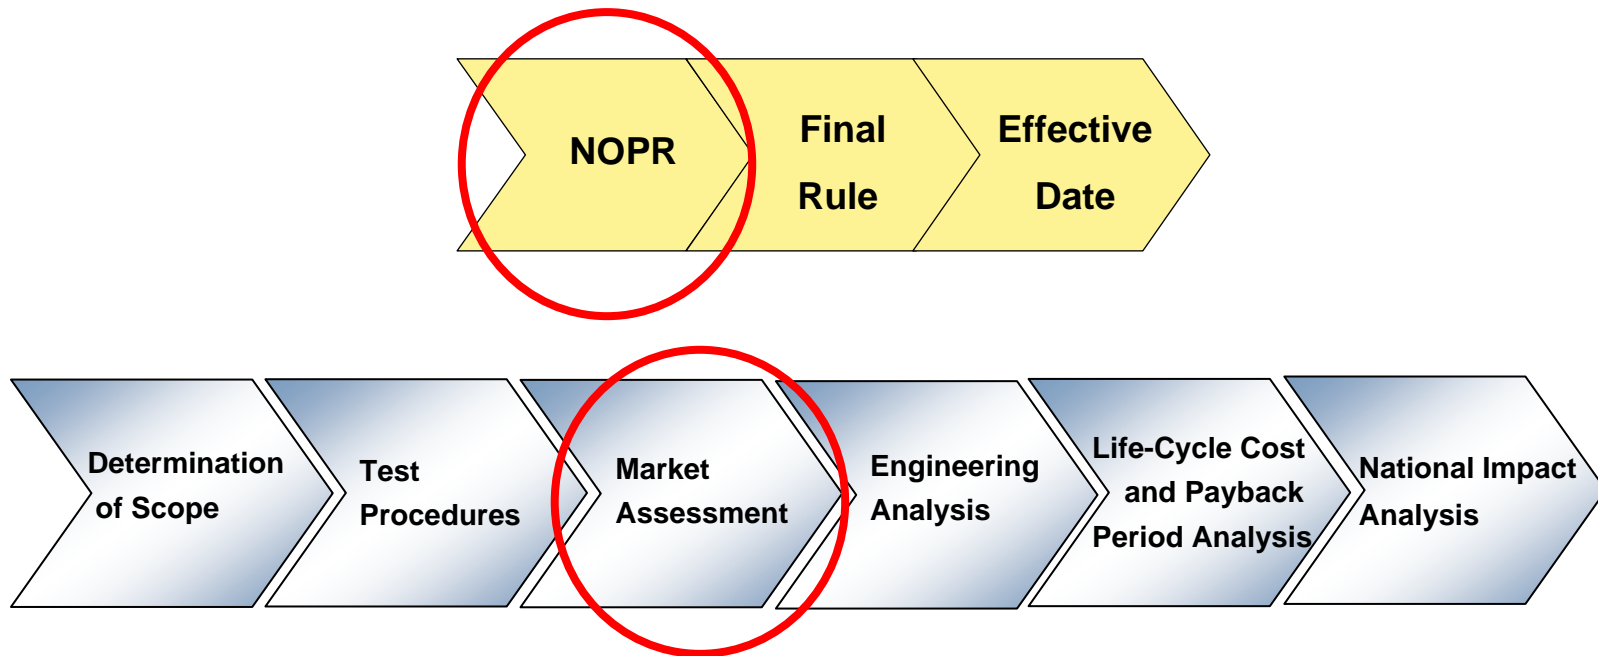 NOPR
Final
Rule
Effective
Date
Determination
of Scope
Test
Procedures
Market
Assessment
Engineering
Analysis
Life-Cycle Cost
and Payback
Period Analysis
National Impact
Analysis